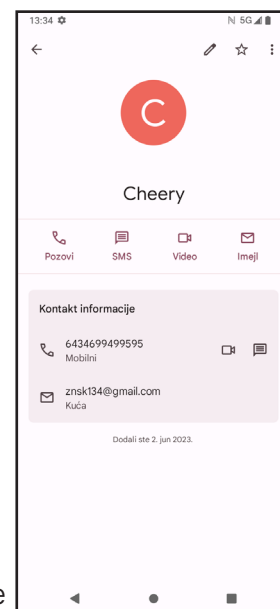 13:34 5G
C
Cheery
Pozovi SMS Video Imejl
Kontakt informacije
6434699499595
Mobilni
znsk134@gmail.com
Kuća
Dodali ste 2. jun 2023.
e